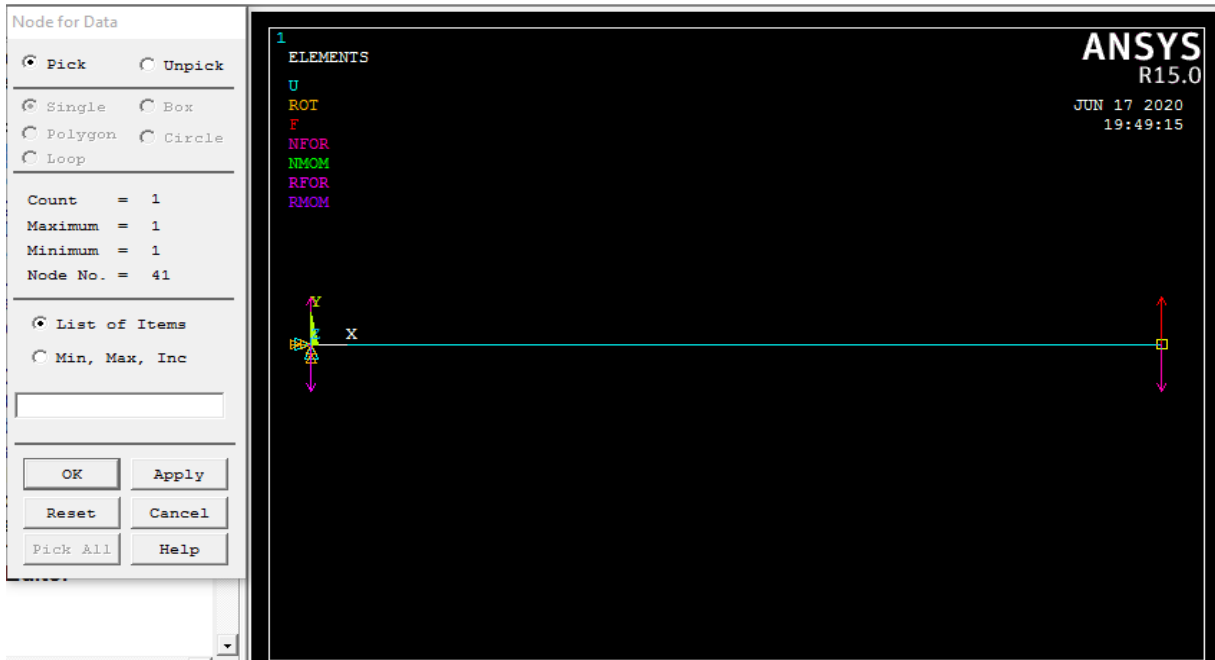 Node for Data
Pick Unpick
Single Box
Polygon Circle
Loop
Count = 1
Maximum = 1
Minimum = 1
Node No. = 41
List of Items
Min, Max, Inc
OK Apply
Reset Cancel
Pick All Help
1
ELEMENTS
U
ROT
F
NFOR
NMOM
RFOR
RMOM
ANSYS
R15.0
JUN 17 2020
19:49:15
Y
X